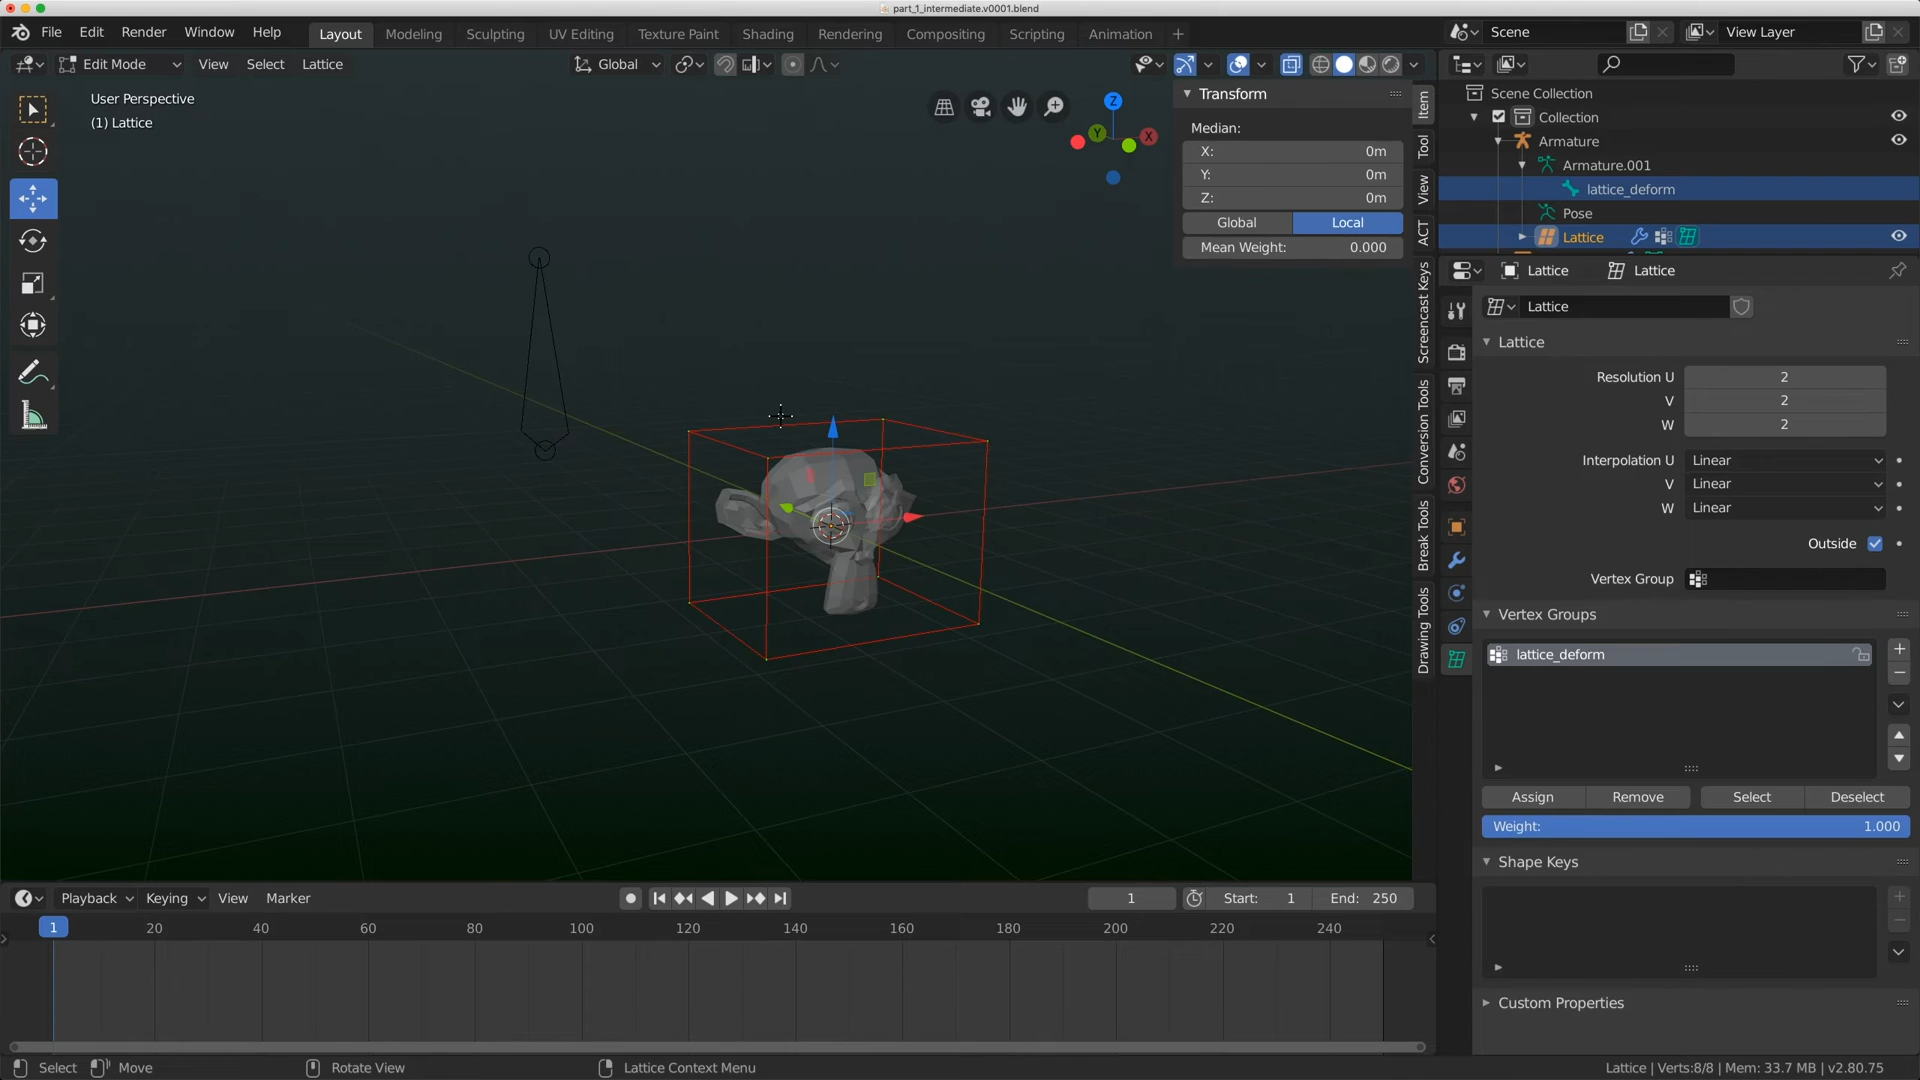 part_1_intermediate.v0001.blend
File Edit Render Window Help
Layout Modeling Sculpting UV Editing Texture Paint Shading Rendering Compositing Scripting Animation +
Scene
View Layer
Edit Mode View Select Lattice
Global
User Perspective
(1) Lattice
Z
Y
X
Transform
Median:
X: 0m
Y: 0m
Z: 0m
Global Local
Mean Weight: 0.000
Item
Tool
View
ACT
Screencast Keys
Conversion Tools
Break Tools
Drawing Tools
Scene Collection
Collection
Armature
Armature.001
lattice_deform
Pose
Lattice
Lattice Lattice
Lattice
Lattice
Resolution U 2
V 2
W 2
Interpolation U Linear
V Linear
W Linear
Outside
Vertex Group
Vertex Groups
lattice_deform
Assign Remove Select Deselect
Weight: 1.000
Shape Keys
Custom Properties
Playback Keying View Marker
1
Start: 1 End: 250
1 20 40 60 80 100 120 140 160 180 200 220 240
Select Move Rotate View Lattice Context Menu
Lattice | Verts:8/8 | Mem: 33.7 MB | v2.80.75